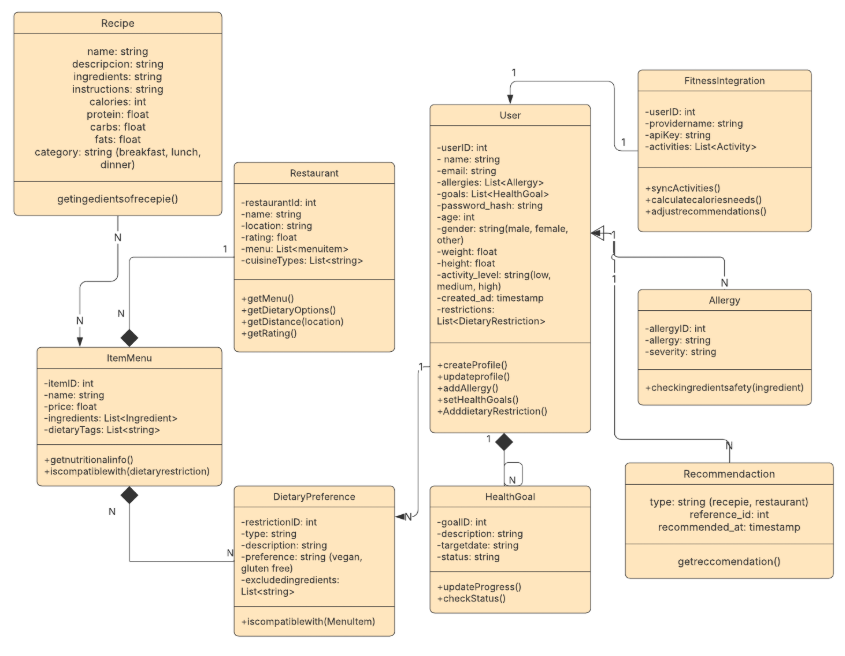 Recipe
name: string
descripcion: string
ingredients: string
instructions: string
calories: int
protein: float
carbs: float
fats: float
category: string (breakfast, lunch,
dinner)
getingedientsofrecepie()
N
N
Restaurant
-restaurantId: int
-name: string
-location: string
-rating: float
-menu: List<menuitem>
-cuisineTypes: List<string>
+getMenu()
+getDietaryOptions()
+getDistance(location)
+getRating()
1
N
ItemMenu
-itemID: int
-name: string
-price: float
-ingredients: List<Ingredient>
-dietaryTags: List<string>
+getnutritionalinfo()
+iscompatiblewith(dietaryrestriction)
N
N
DietaryPreference
-restrictionID: int
-type: string
-description: string
-preference: string (vegan,
gluten free)
-excludedingredients:
List<string>
+iscompatiblewith(MenuItem)
User
-userID: int
- name: string
-email: string
-allergies: List<Allergy>
-goals: List<HealthGoal>
-password_hash: string
-age: int
-gender: string(male, female,
other)
-weight: float
-height: float
-activity_level: string(low,
medium, high)
-created_ad: timestamp
-restrictions:
List<DietaryRestriction>
+createProfile()
+updateprofile()
+addAllergy()
+setHealthGoals()
+AdddietaryRestriction()
1
N
1
N
HealthGoal
-goalID: int
-description: string
-targetdate: string
-status: string
+updateProgress()
+checkStatus()
1
1
FitnessIntegration
-userID: int
-providername: string
-apiKey: string
-activities: List<Activity>
+syncActivities()
+calculatecaloriesneeds()
+adjustrecommendations()
1
N
Allergy
-allergyID: int
-allergy: string
-severity: string
+checkingredientsafety(ingredient)
1
N
Recommendaction
type: string (recepie, restaurant)
reference_id: int
recommended_at: timestamp
getreccomendation()